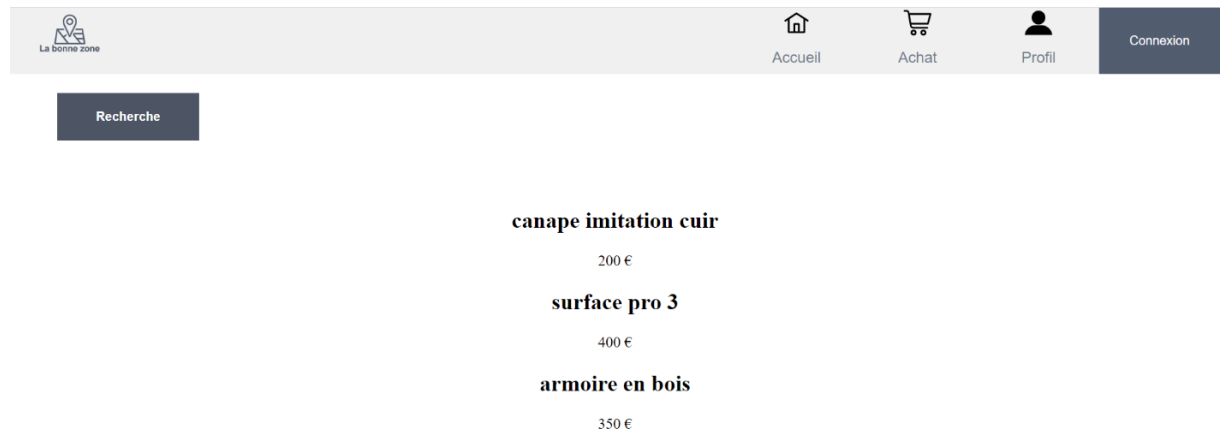 La bonne zone
Accueil
Achat
Profil
Connexion
Recherche
canape imitation cuir
200 €
surface pro 3
400 €
armoire en bois
350 €